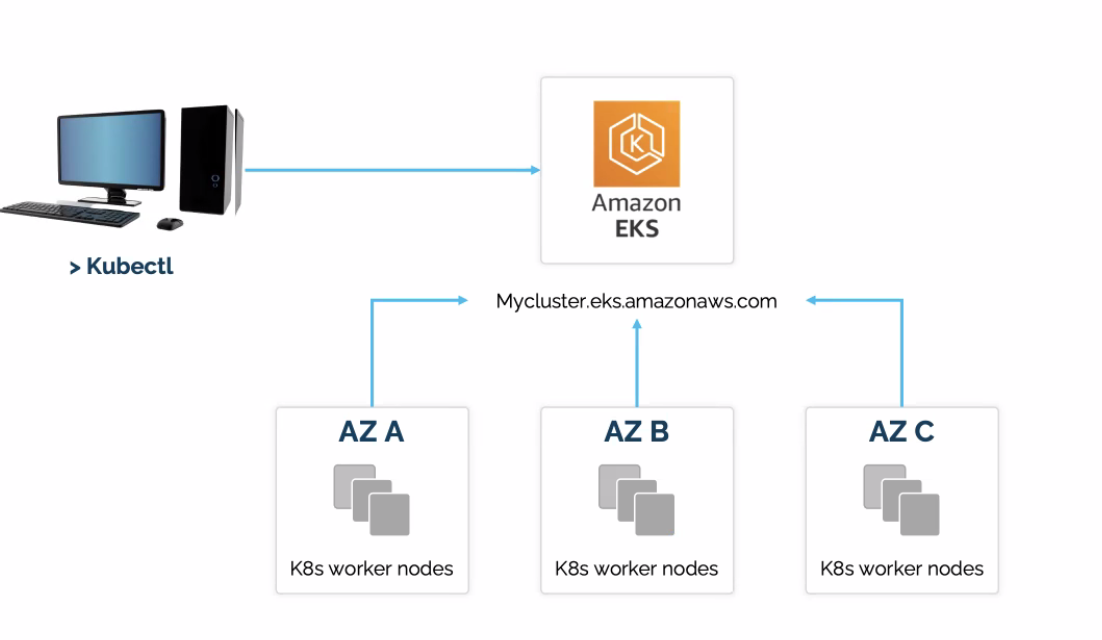 Amazon
EKS
> Kubectl
Mycluster.eks.amazonaws.com
AZ A
AZ B
AZ C
K8s worker nodes
K8s worker nodes
K8s worker nodes